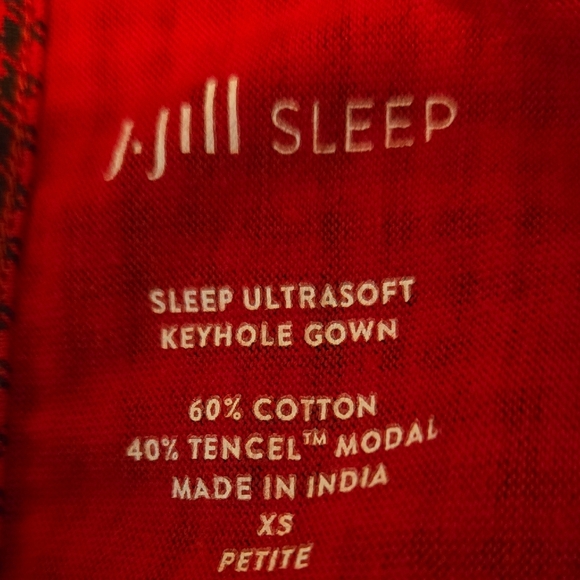 J.Jill SLEEP
SLEEP ULTRASOFT
KEYHOLE GOWN
60% COTTON
40% TENCEL™ MODAL
MADE IN INDIA
XS
PETITE